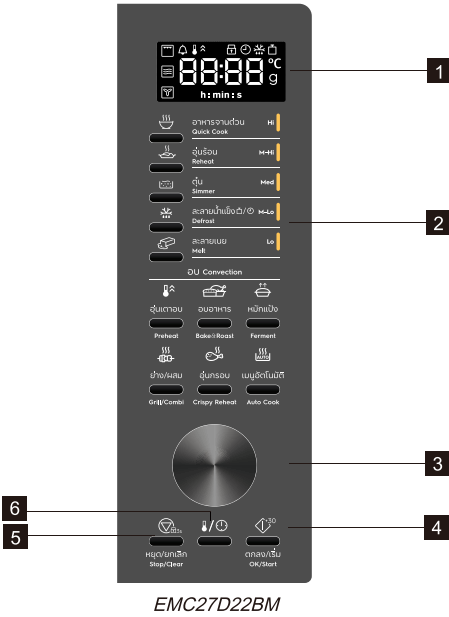 88:88 °C
g
h:min:s
1
อาหารจานด่วน Hi
Quick Cook
อุ่นร้อน M-Hi
Reheat
ตุ๋น Med
Simmer
ละลายน้ำแข็ง / M-Lo
Defrost
2
ละลายเนย Lo
Melt
อบ Convection
อุ่นเตาอบ อบอาหาร หมักแป้ง
Preheat Bake/Roast Ferment
AUTO
ย่าง/ผสม อุ่นกรอบ เมนูอัตโนมัติ
Grill/Combi Crispy Reheat Auto Cook
3
6
5
/
+30
4
หยุด/ยกเลิก ตกลง/เริ่ม
Stop/Clear OK/Start
EMC27D22BM